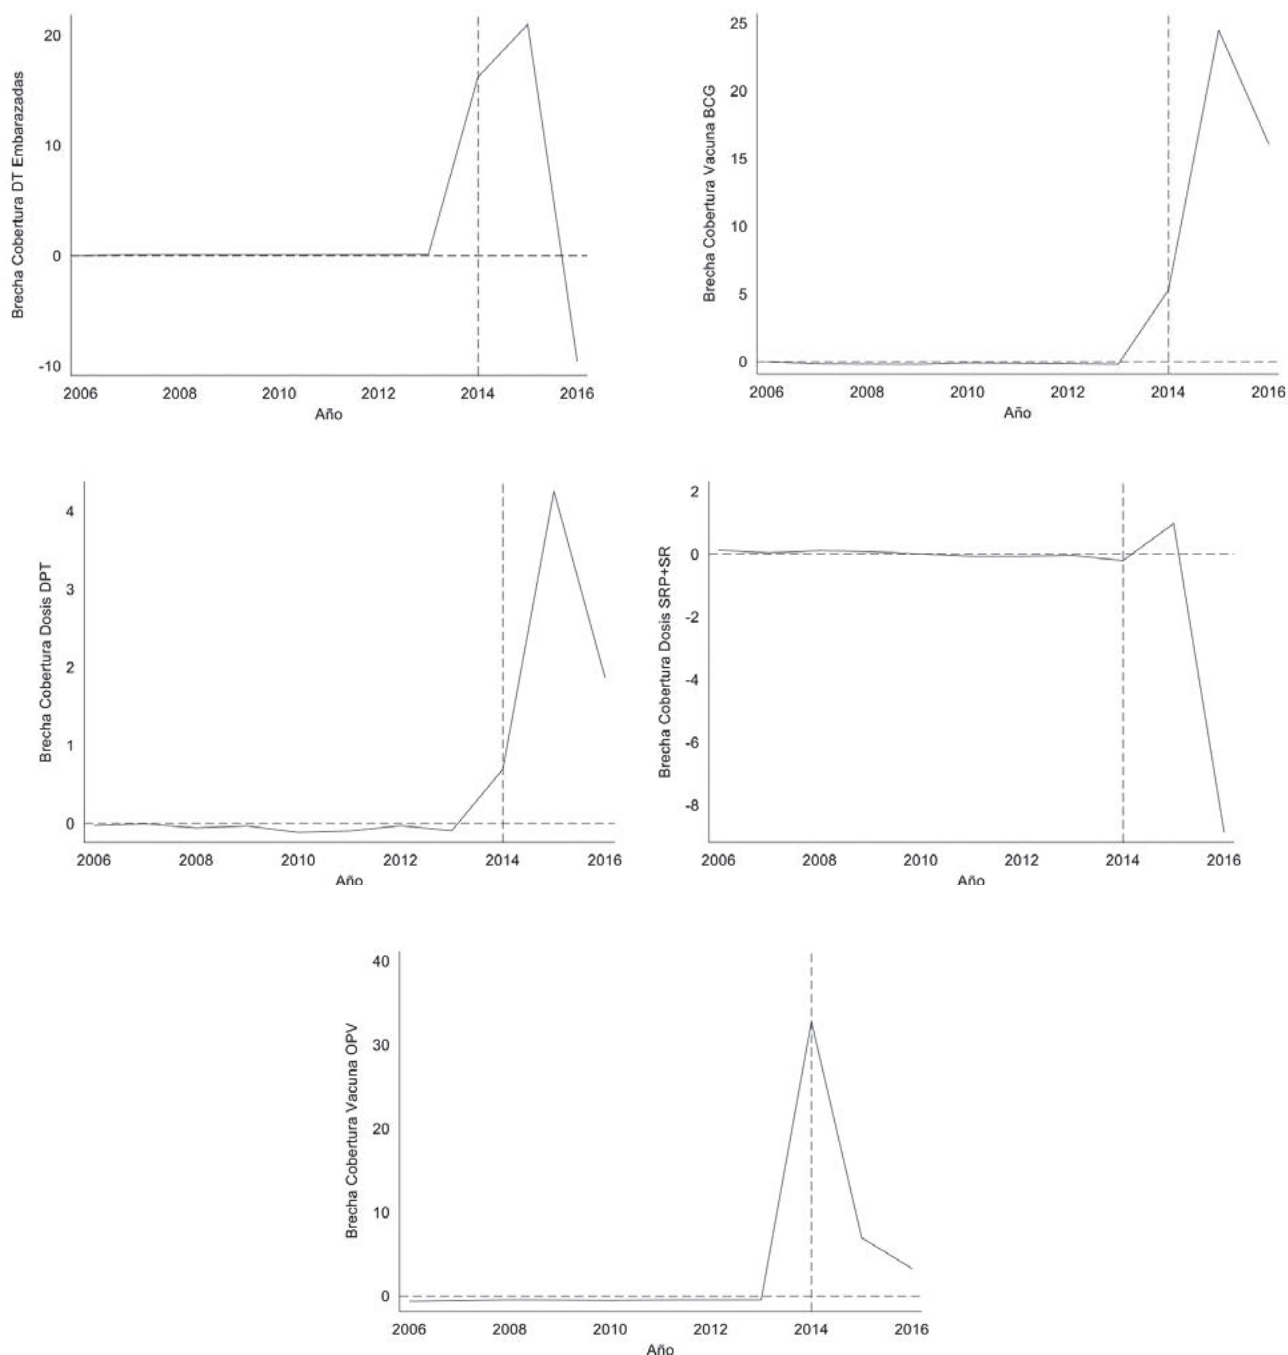 Brecha Cobertura DT Embarazadas
20
10
0
-10
2006 2008 2010 2012 2014 2016
Año
Brecha Cobertura Vacuna BCG
25
20
15
10
5
0
2006 2008 2010 2012 2014 2016
Año
Brecha Cobertura Dosis DPT
4
3
2
1
0
2006 2008 2010 2012 2014 2016
Año
Brecha Cobertura Dosis SRP+SR
2
0
-2
-4
-6
-8
2006 2008 2010 2012 2014 2016
Año
Brecha Cobertura Vacuna OPV
40
30
20
10
0
2006 2008 2010 2012 2014 2016
Año